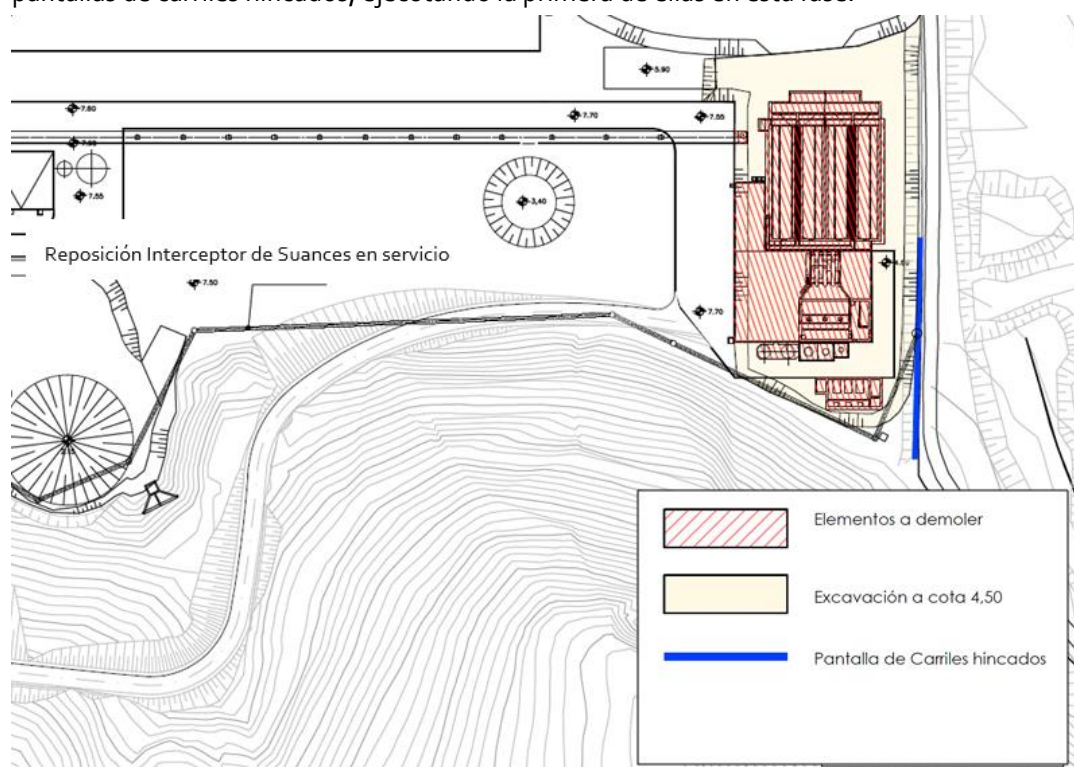 pantallas de carriles hincados, ejecutando la primera de ellas en esta fase.
5.90
7.60
7.70
7.55
7.55
3,40
Reposición Interceptor de Suances en servicio
7.50
7.70
Elementos a demoler
Excavación a cota 4,50
Pantalla de Carriles hincados